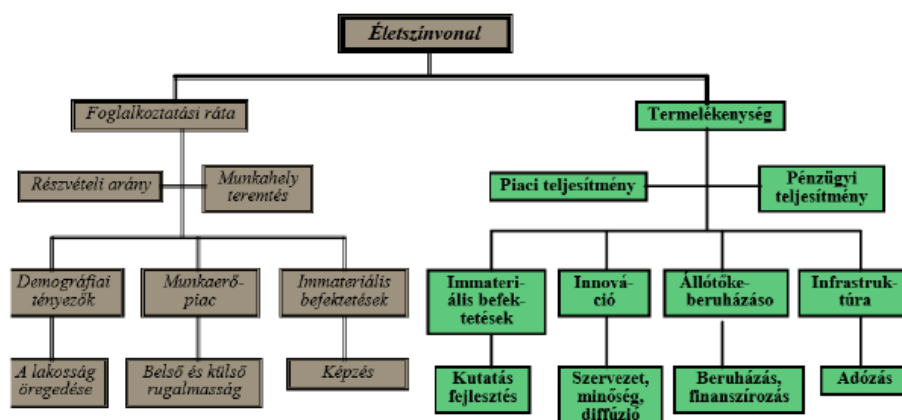 Életszínvonal
Foglalkoztatási ráta
Termelékenység
Részvételi arány
Munkahely
teremtés
Piaci teljesítmény
Pénzügyi
teljesítmény
Demográfiai
tényezők
Munkaerő-
piac
Immateriális
befektetések
Immateri-
ális befek-
tetések
Innová-
ció
Állótőke-
beruházáso
Infrastruk-
túra
A lakosság
öregedése
Belső és külső
rugalmasság
Képzés
Kutatás
fejlesztés
Szervezet,
minőség,
diffúzió
Beruházás,
finanszírozás
Adózás